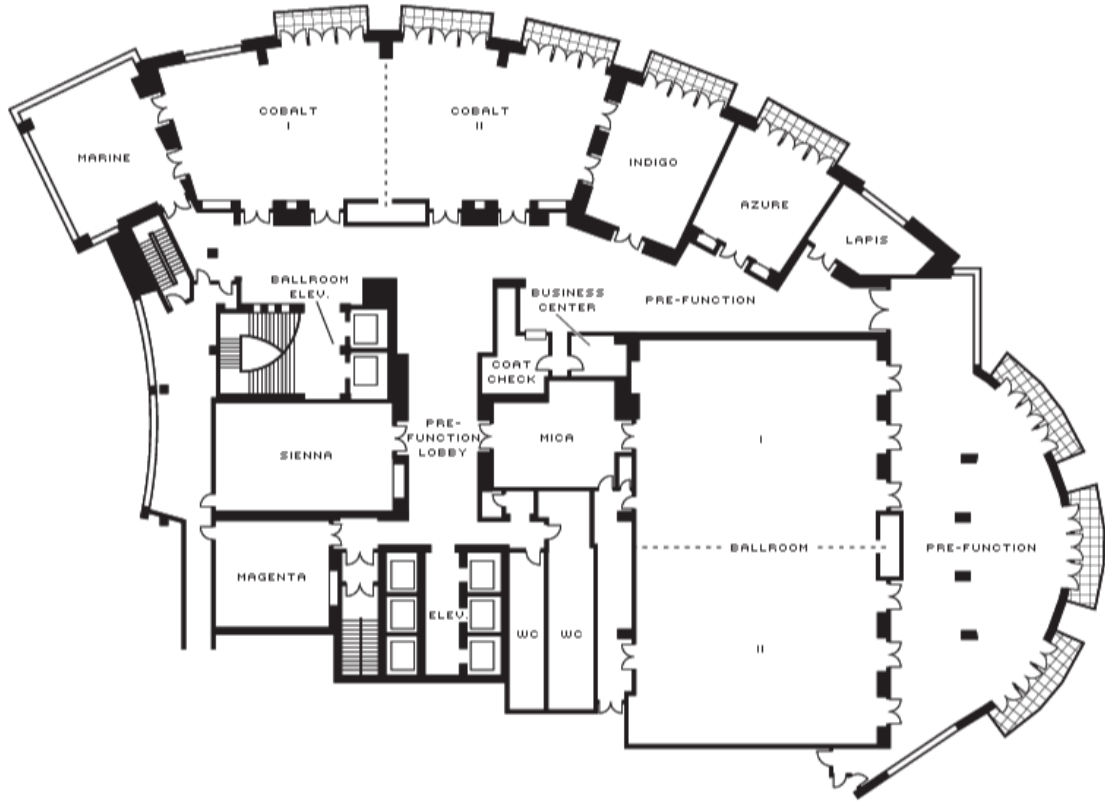 COBALT
I
COBALT
II
MARINE
INDIGO
AZURE
LAPIS
BALLROOM
ELEV.
BUSINESS
CENTER
PRE-FUNCTION
COAT
CHECK
PRE-
FUNCTION
LOBBY
MICA
I
SIENNA
BALLROOM
PRE-FUNCTION
MAGENTA
ELEV.
WC
WC
II